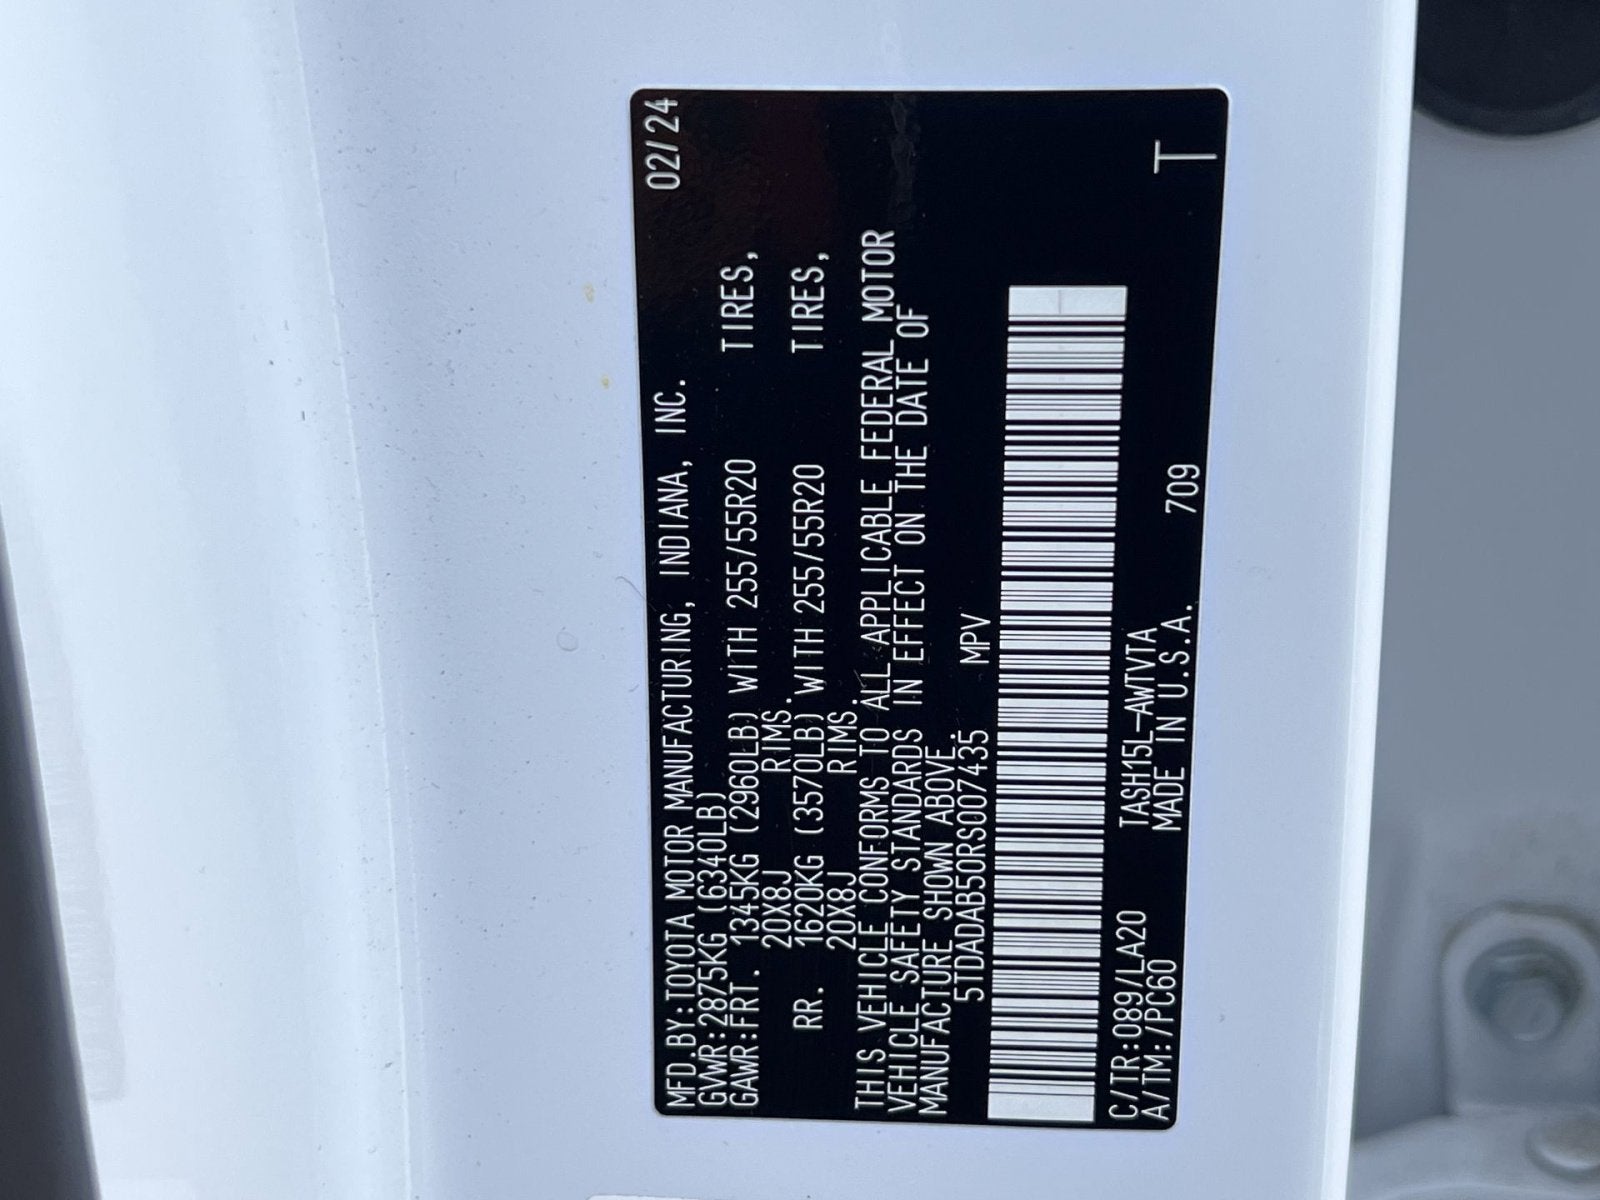 MFD.BY:TOYOTA MOTOR MANUFACTURING, INDIANA, INC. 02/24
GVWR:2875KG (6340LB)
GAWR:FRT. 1345KG (2960LB) WITH 255/55R20 TIRES,
20X8J RIMS.
RR. 1620KG (3570LB) WITH 255/55R20 TIRES,
20X8J RIMS.
THIS VEHICLE CONFORMS TO ALL APPLICABLE FEDERAL MOTOR
VEHICLE SAFETY STANDARDS IN EFFECT ON THE DATE OF
MANUFACTURE SHOWN ABOVE.
5TDADAB50RS007435 MPV
C/TR:089/LA20 TASH15L-AWTVTA T
A/TM:/PC60 MADE IN U.S.A. 709